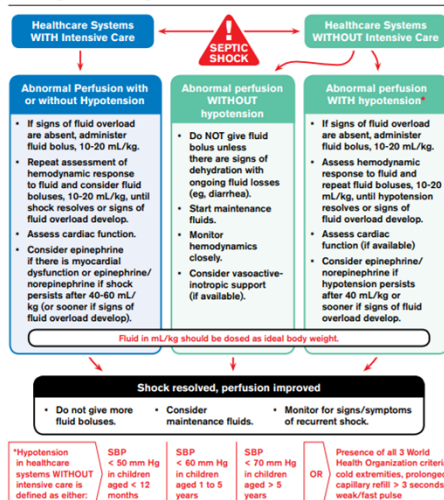 Healthcare Systems
WITH Intensive Care
SEPTIC
SHOCK
Healthcare Systems
WITHOUT Intensive Care
Abnormal Perfusion with
or without Hypotension
• If signs of fluid overload
are absent, administer
fluid bolus, 10-20 mL/kg.
• Repeat assessment of
hemodynamic response
to fluid and consider fluid
boluses, 10-20 mL/kg, until
shock resolves or signs of
fluid overload develop.
• Assess cardiac function.
• Consider epinephrine
if there is myocardial
dysfunction or epinephrine/
norepinephrine if shock
persists after 40-60 mL/
kg (or sooner if signs of
fluid overload develop).
Abnormal perfusion
WITHOUT
hypotension
• Do NOT give fluid
bolus unless
there are signs of
dehydration with
ongoing fluid losses
(eg, diarrhea).
• Start maintenance
fluids.
• Monitor
hemodynamics
closely.
• Consider vasoactive-
inotropic support
(if available).
Abnormal perfusion
WITH hypotension*
• If signs of fluid overload
are absent, administer
fluid bolus, 10-20 mL/kg.
• Assess hemodynamic
response to fluid and
repeat fluid boluses, 10-20
mL/kg, until hypotension
resolves or signs of fluid
overload develop.
• Assess cardiac
function (if available)
• Consider epinephrine/
norepinephrine if
hypotension persists
after 40 mL/kg or
sooner if signs of fluid
overload develop.
Fluid in mL/kg should be dosed as ideal body weight.
Shock resolved, perfusion improved
• Do not give more
fluid boluses.
• Consider
maintenance fluids.
• Monitor for signs/symptoms
of recurrent shock.
*Hypotension
in healthcare
systems WITHOUT
intensive care is
defined as either:
SBP
< 50 mm Hg
in children
aged < 12
months
SBP
< 60 mm Hg
in children
aged 1 to 5
years
SBP
< 70 mm Hg
in children
aged > 5
years
OR
Presence of all 3 World
Health Organization criteria
cold extremities, prolonged
capillary refill > 3 seconds
weak/fast pulse